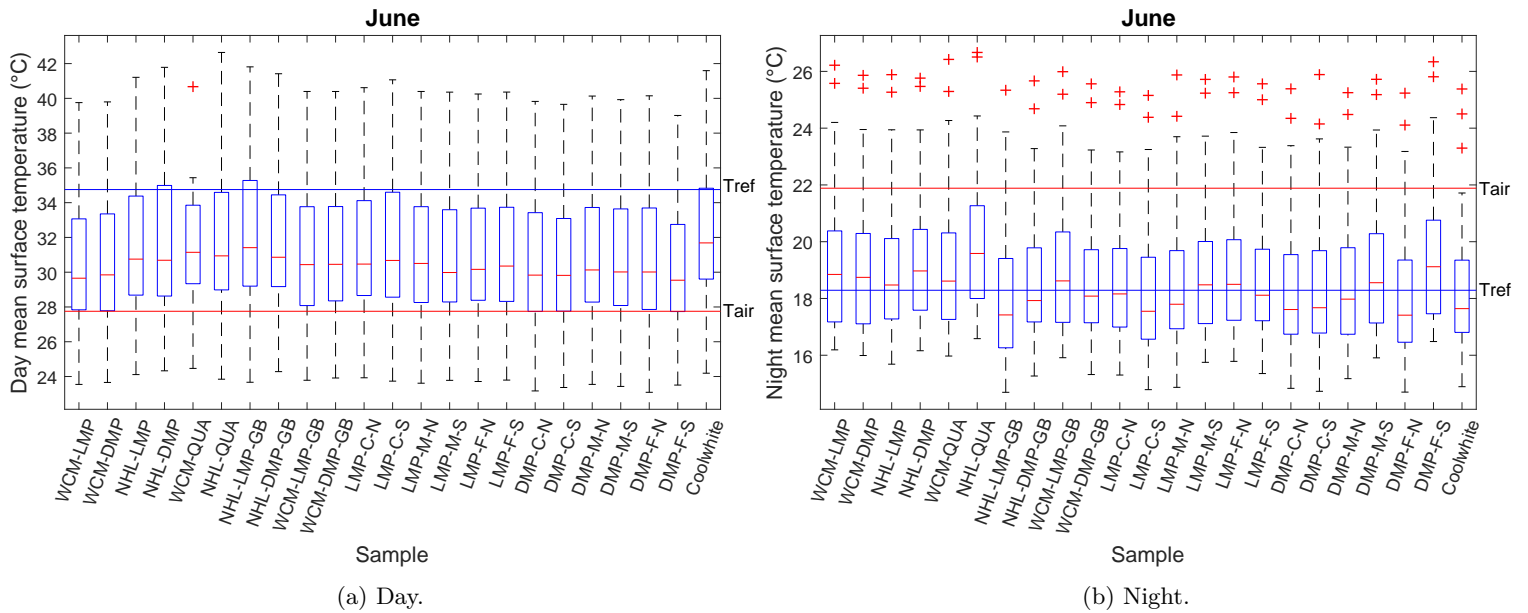 June
Day mean surface temperature (°C)
42
40
38
36
34
32
30
28
26
24
Tref
Tair
WCM-LMP
WCM-DMP
NHL-LMP
NHL-DMP
WCM-QUA
NHL-QUA
NHL-LMP-GB
NHL-DMP-GB
WCM-LMP-GB
WCM-DMP-GB
LMP-C-N
LMP-C-S
LMP-M-N
LMP-M-S
LMP-F-N
LMP-F-S
DMP-C-N
DMP-C-S
DMP-M-N
DMP-M-S
DMP-F-N
DMP-F-S
Coolwhite
Sample
(a) Day.
June
Night mean surface temperature (°C)
26
24
22
20
18
16
Tair
Tref
WCM-LMP
WCM-DMP
NHL-LMP
NHL-DMP
WCM-QUA
NHL-QUA
NHL-LMP-GB
NHL-DMP-GB
WCM-LMP-GB
WCM-DMP-GB
LMP-C-N
LMP-C-S
LMP-M-N
LMP-M-S
LMP-F-N
LMP-F-S
DMP-C-N
DMP-C-S
DMP-M-N
DMP-M-S
DMP-F-N
DMP-F-S
Coolwhite
Sample
(b) Night.